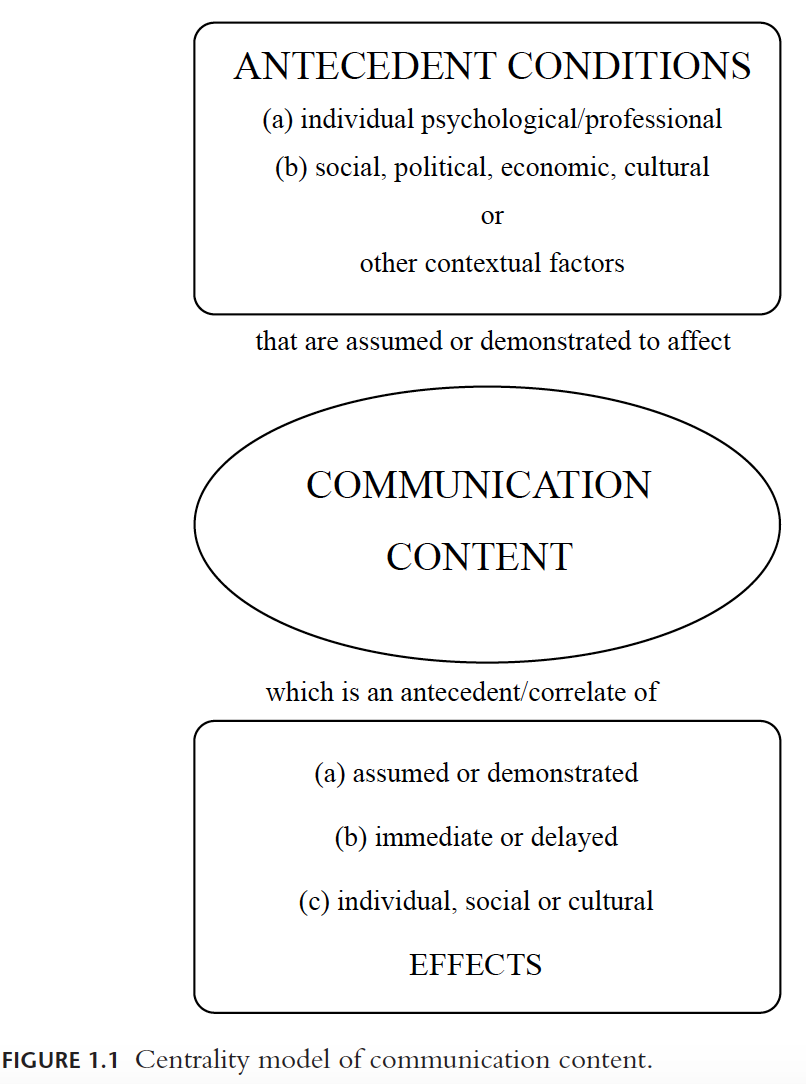 ANTECEDENT CONDITIONS
(a) individual psychological/professional
(b) social, political, economic, cultural
or
other contextual factors
that are assumed or demonstrated to affect
COMMUNICATION
CONTENT
which is an antecedent/correlate of
(a) assumed or demonstrated
(b) immediate or delayed
(c) individual, social or cultural
EFFECTS
FIGURE 1.1 Centrality model of communication content.